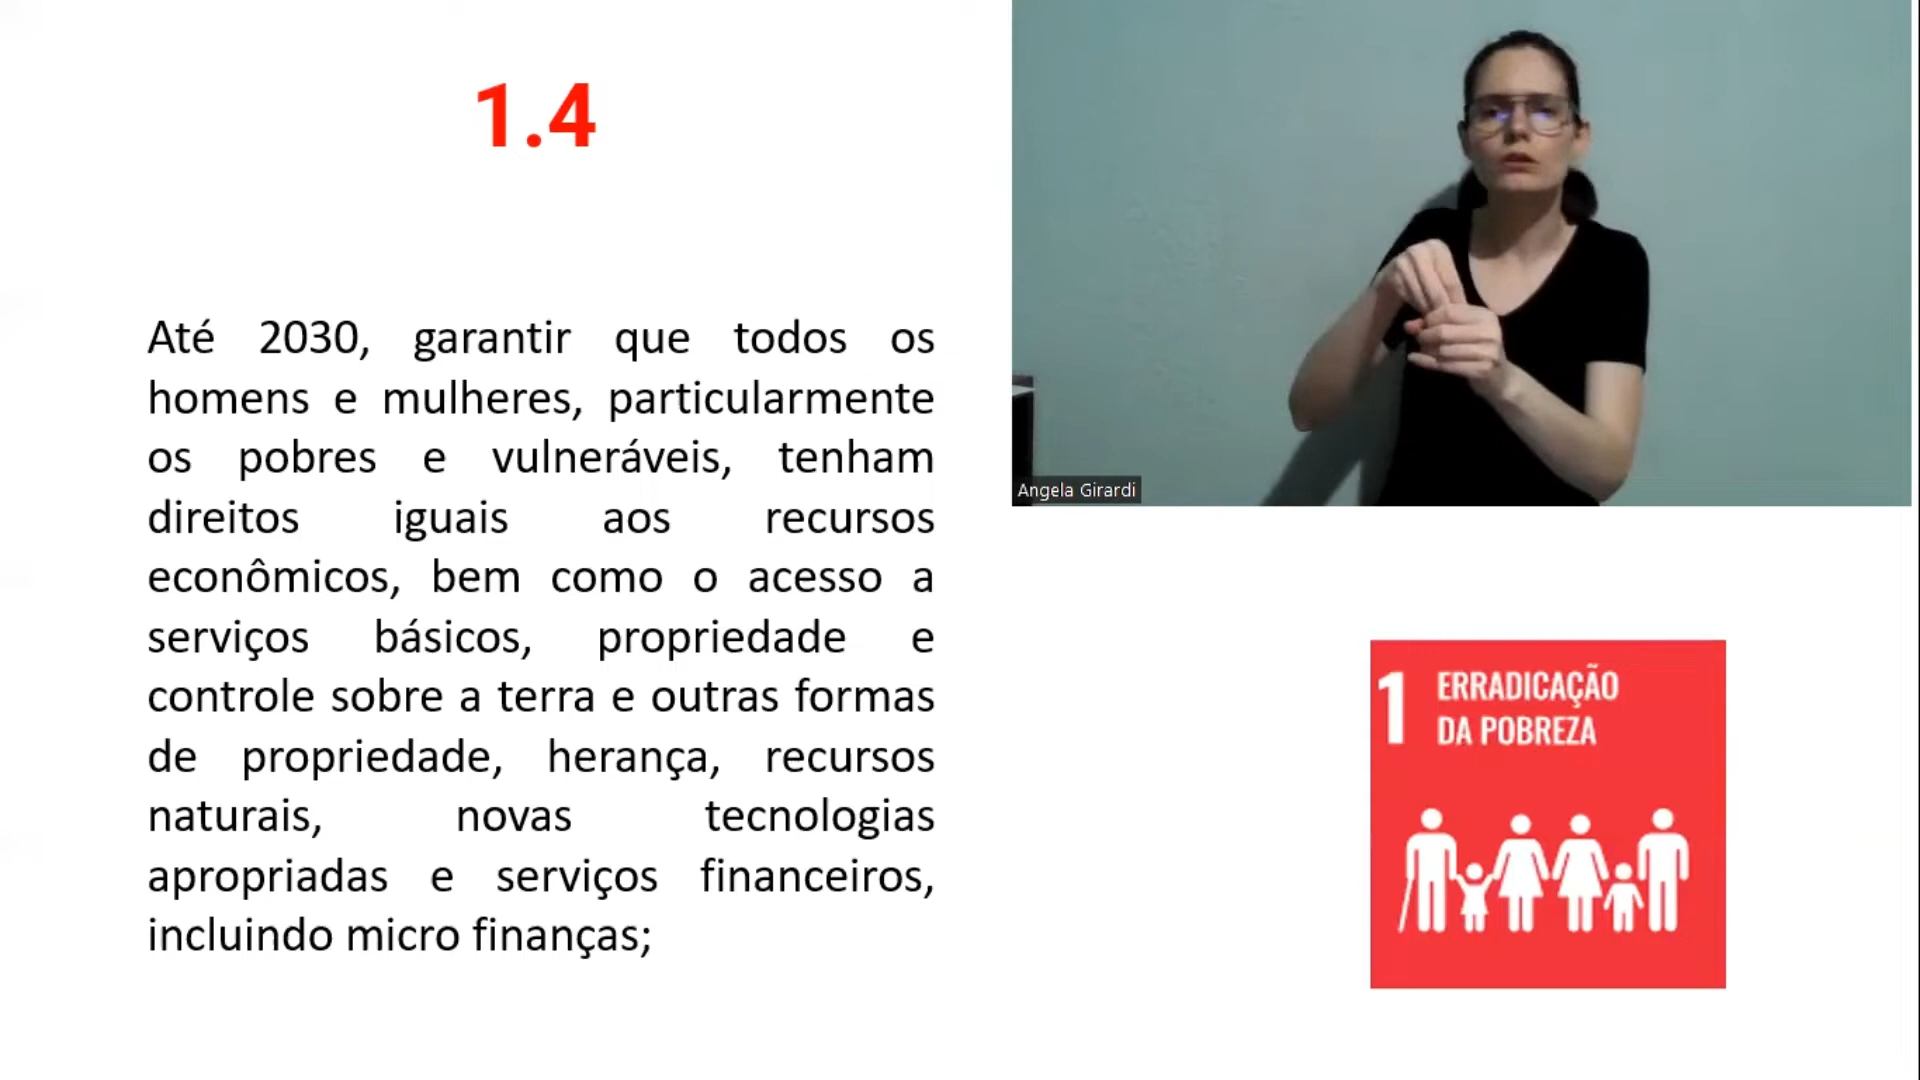 1.4
Até 2030, garantir que todos os
homens e mulheres, particularmente
os pobres e vulneráveis, tenham
direitos iguais aos recursos
econômicos, bem como o acesso a
serviços básicos, propriedade e
controle sobre a terra e outras formas
de propriedade, herança, recursos
naturais, novas tecnologias
apropriadas e serviços financeiros,
incluindo micro finanças;
Angela Girardi
1 ERRADICAÇÃO
DA POBREZA